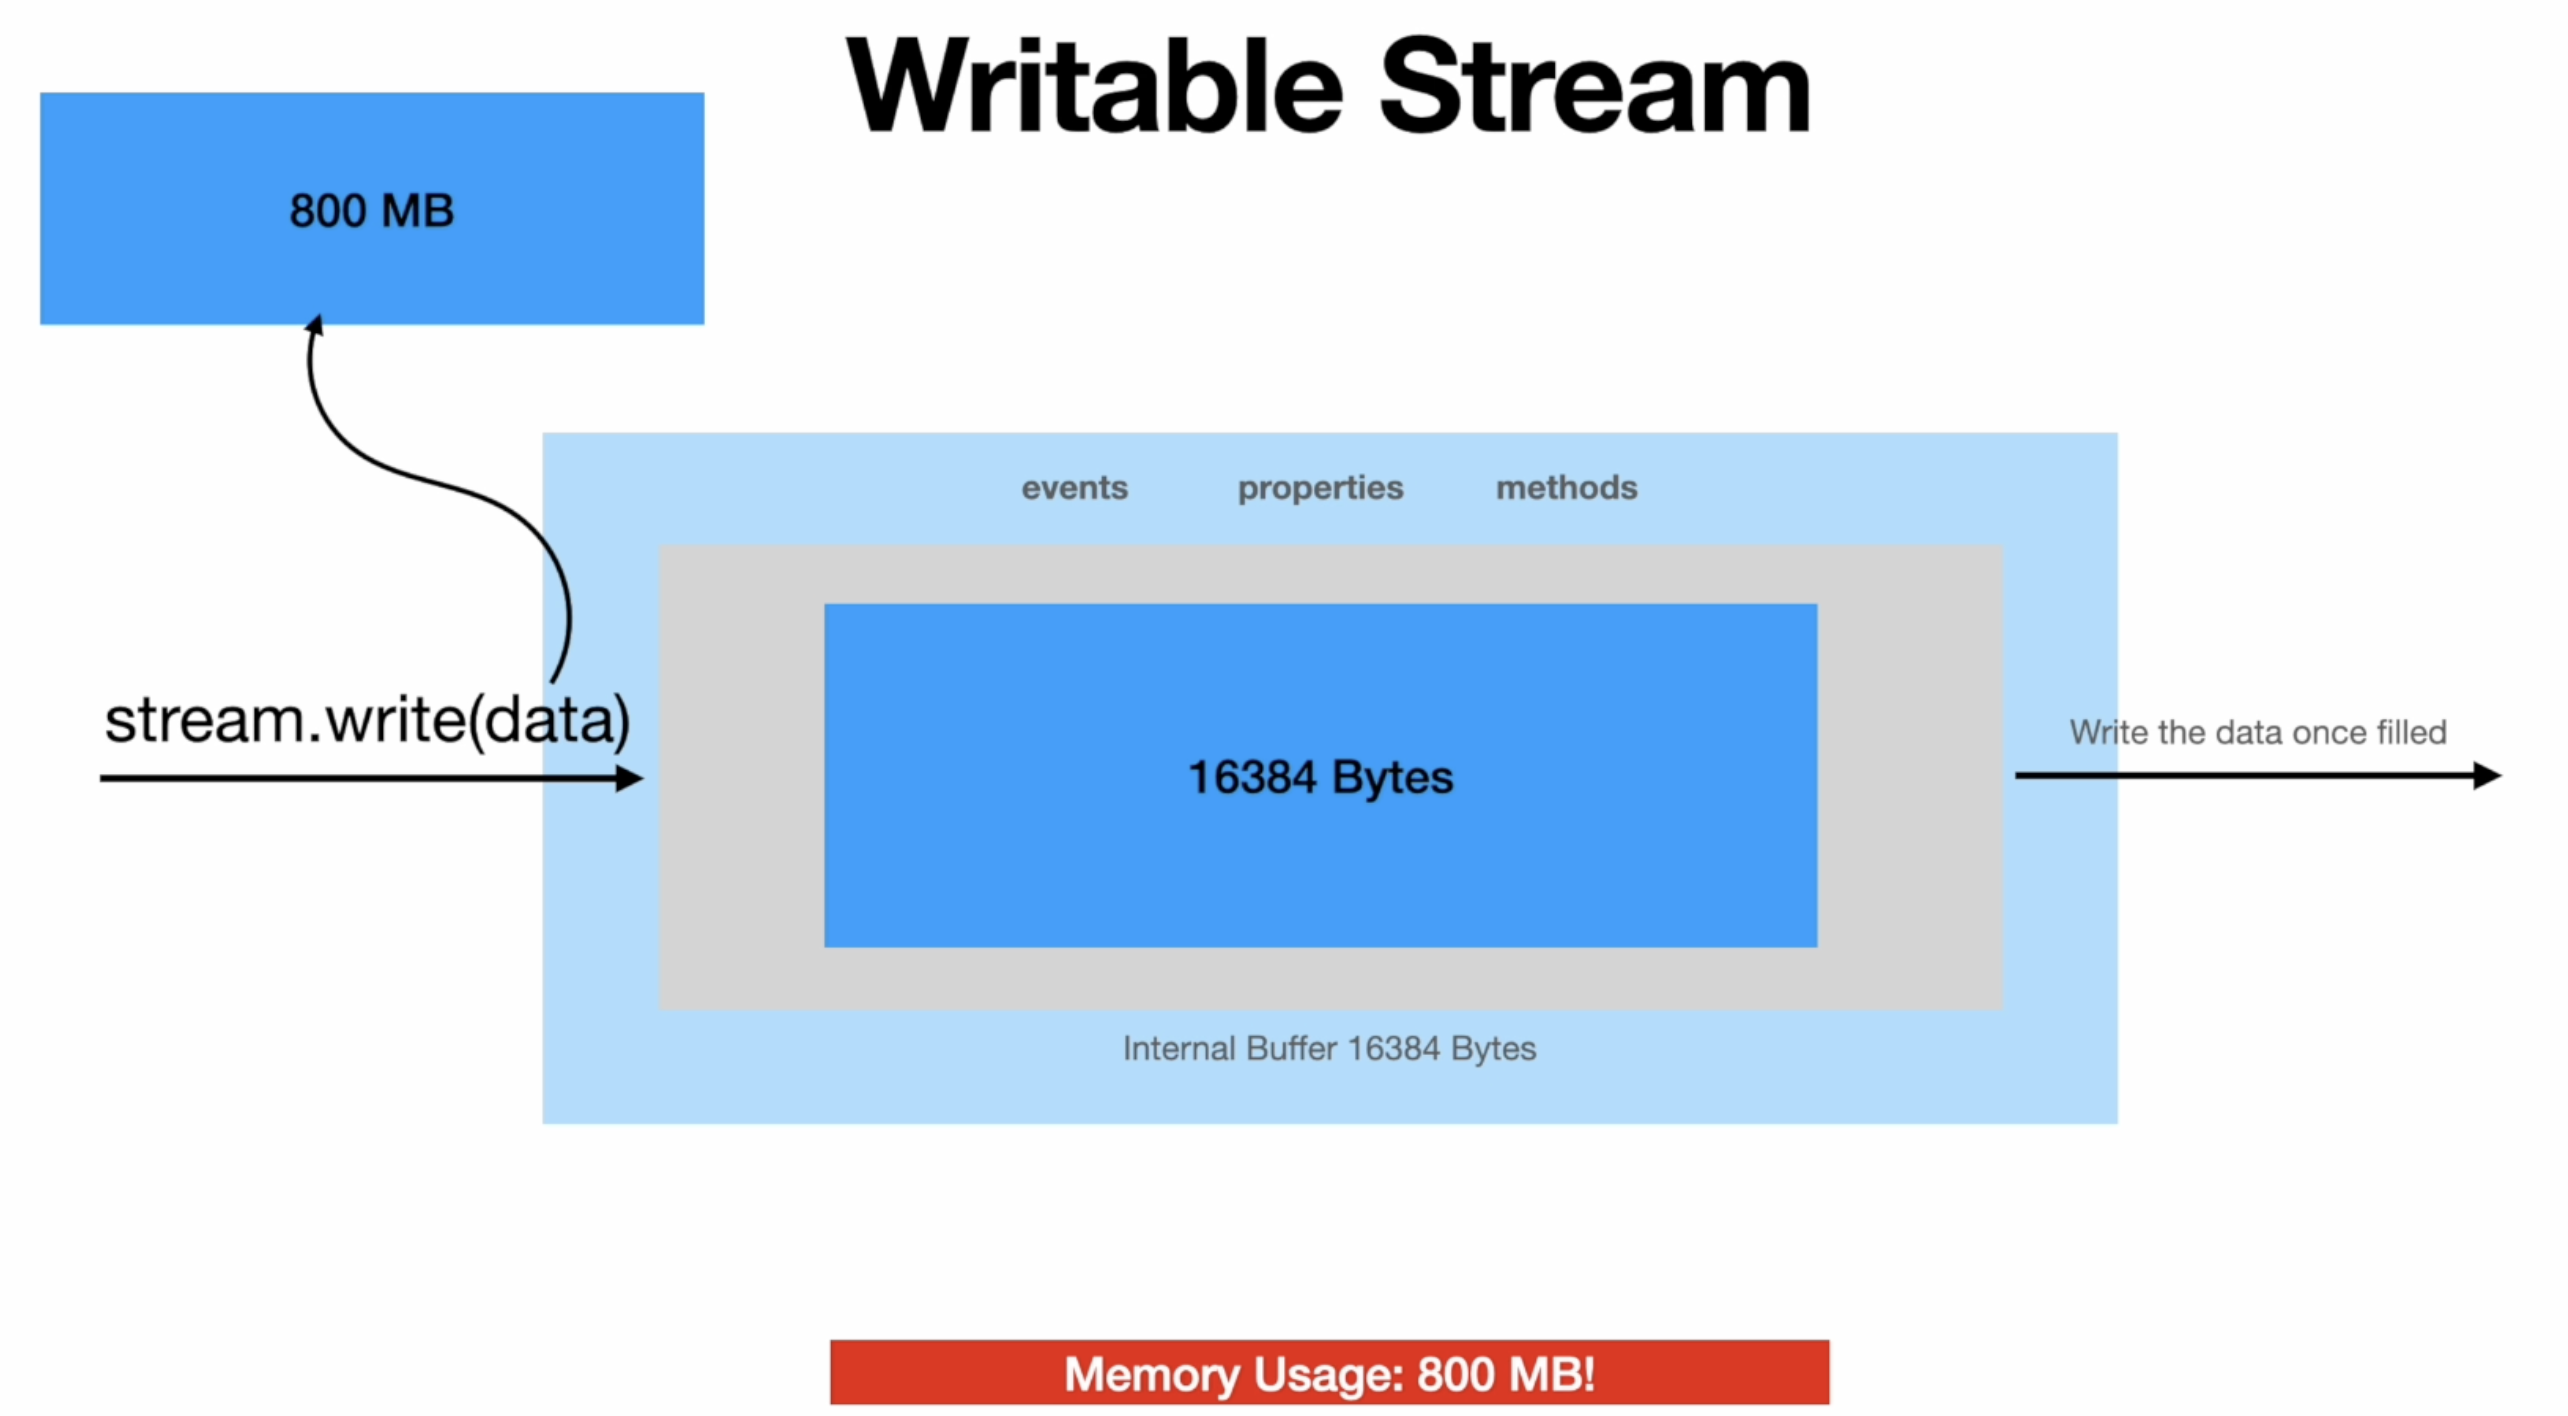 Writable Stream
800 MB
events properties methods
stream.write(data)
16384 Bytes
Write the data once filled
Internal Buffer 16384 Bytes
Memory Usage: 800 MB!